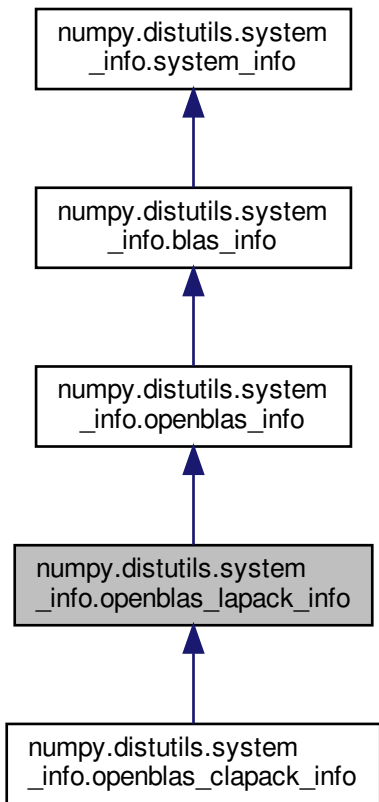 numpy.distutils.system
_info.system_info
numpy.distutils.system
_info.blas_info
numpy.distutils.system
_info.openblas_info
numpy.distutils.system
_info.openblas_lapack_info
numpy.distutils.system
_info.openblas_clapack_info